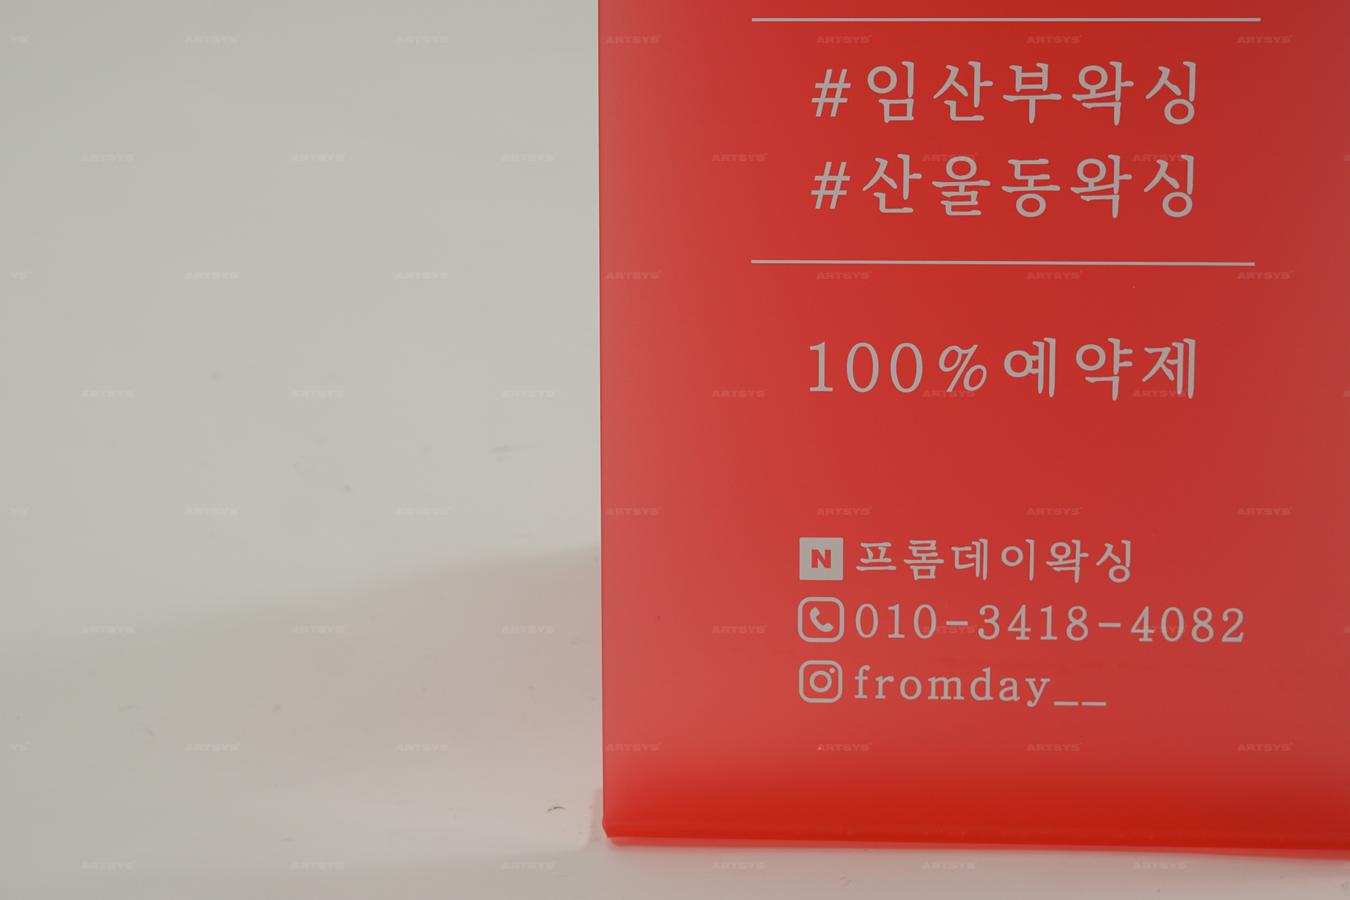 #임산부왁싱
#산울동왁싱
100%예약제
N 프롬데이왁싱
010-3418-4082
fromday__
ARTSYS